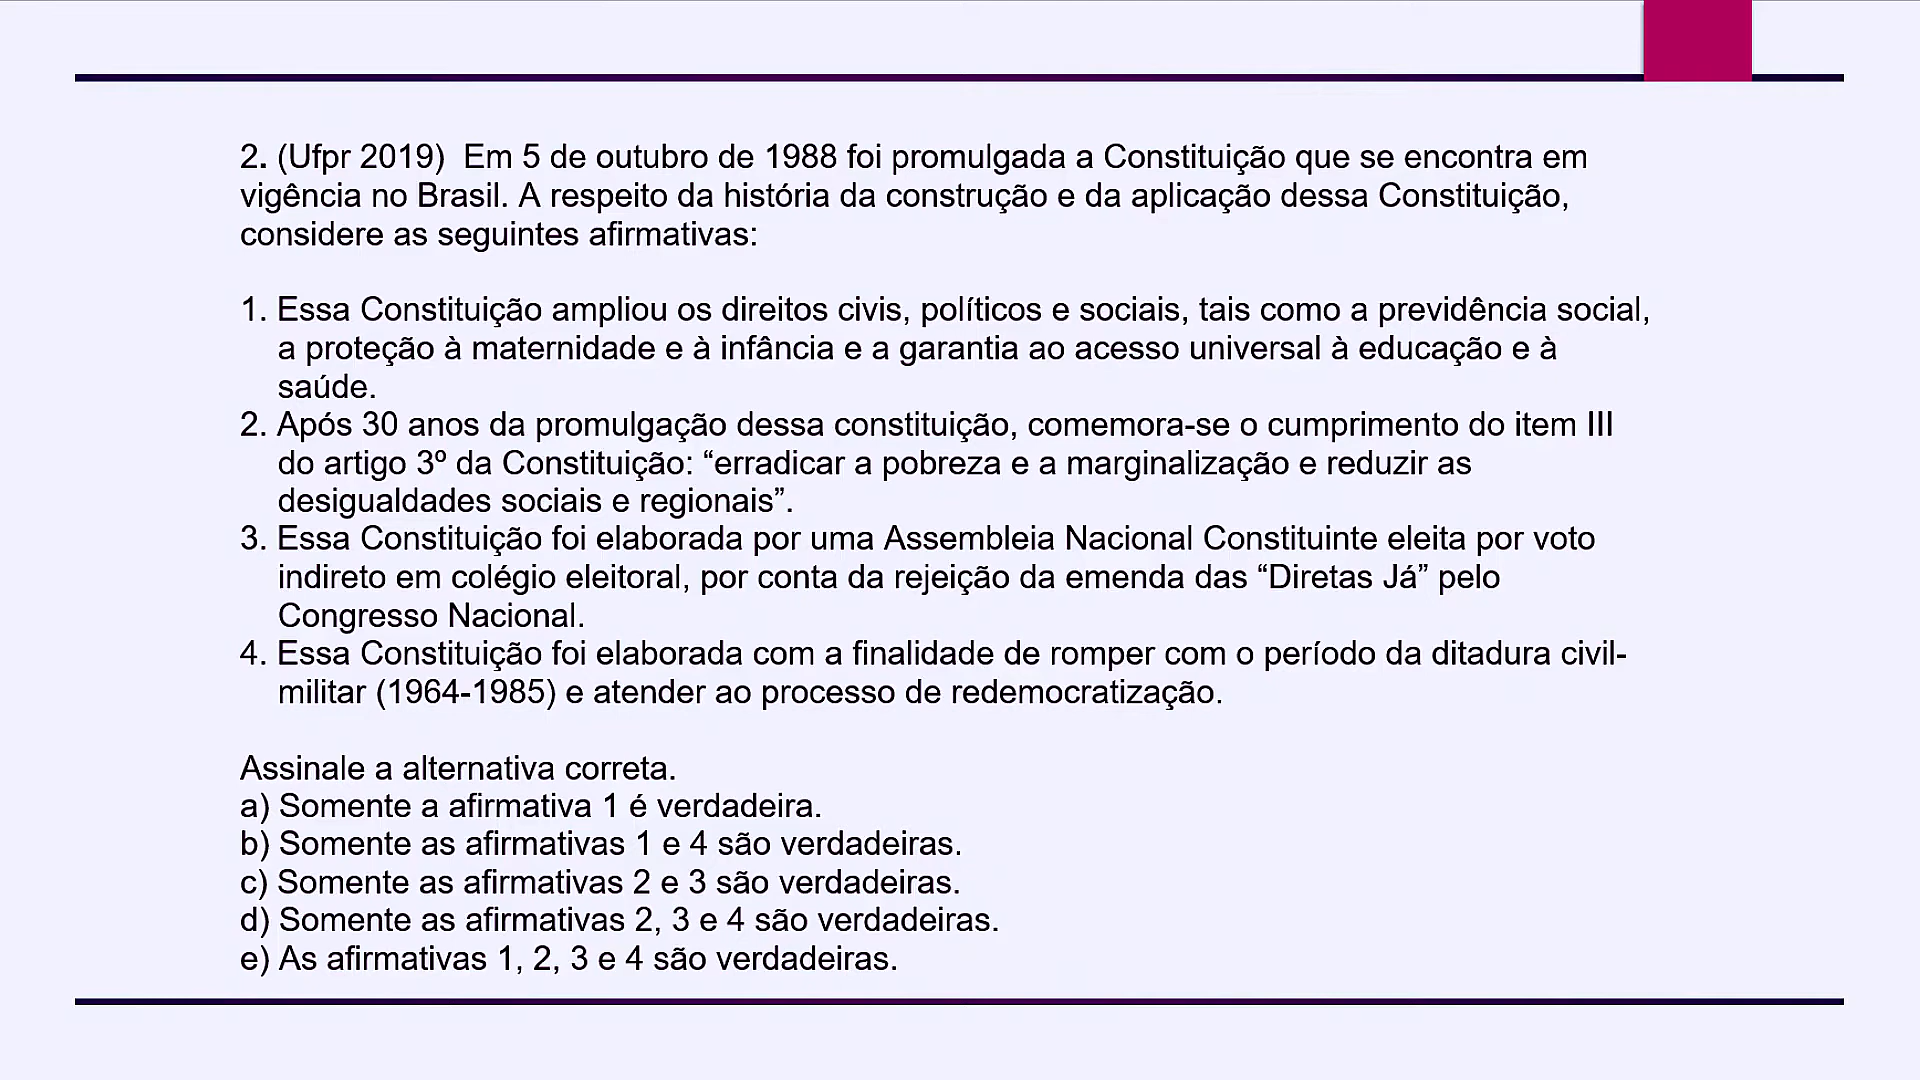 2. (Ufpr 2019)  Em 5 de outubro de 1988 foi promulgada a Constituição que se encontra em
vigência no Brasil. A respeito da história da construção e da aplicação dessa Constituição,
considere as seguintes afirmativas:
1. Essa Constituição ampliou os direitos civis, políticos e sociais, tais como a previdência social,
a proteção à maternidade e à infância e a garantia ao acesso universal à educação e à
saúde.
2. Após 30 anos da promulgação dessa constituição, comemora-se o cumprimento do item III
do artigo 3º da Constituição: “erradicar a pobreza e a marginalização e reduzir as
desigualdades sociais e regionais”.
3. Essa Constituição foi elaborada por uma Assembleia Nacional Constituinte eleita por voto
indireto em colégio eleitoral, por conta da rejeição da emenda das “Diretas Já” pelo
Congresso Nacional.
4. Essa Constituição foi elaborada com a finalidade de romper com o período da ditadura civil-
militar (1964-1985) e atender ao processo de redemocratização.
Assinale a alternativa correta.
a) Somente a afirmativa 1 é verdadeira.
b) Somente as afirmativas 1 e 4 são verdadeiras.
c) Somente as afirmativas 2 e 3 são verdadeiras.
d) Somente as afirmativas 2, 3 e 4 são verdadeiras.
e) As afirmativas 1, 2, 3 e 4 são verdadeiras.